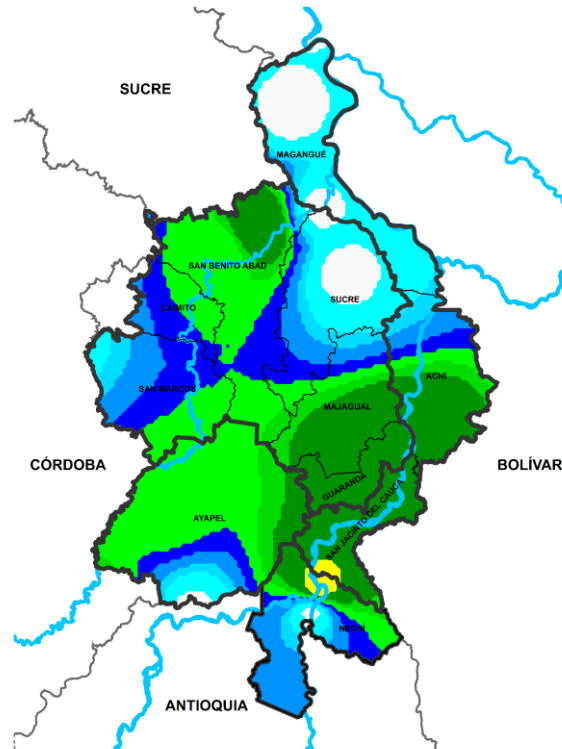 SUCRE
MAGANGUÉ
SAN BENITO ABAD
CAIMITO
SUCRE
SAN MARCOS
ACHÍ
MAJAGUAL
CÓRDOBA
BOLÍVAR
GUARANDA
AYAPEL
SAN JACINTO DEL CAUCA
NECHÍ
ANTIOQUIA